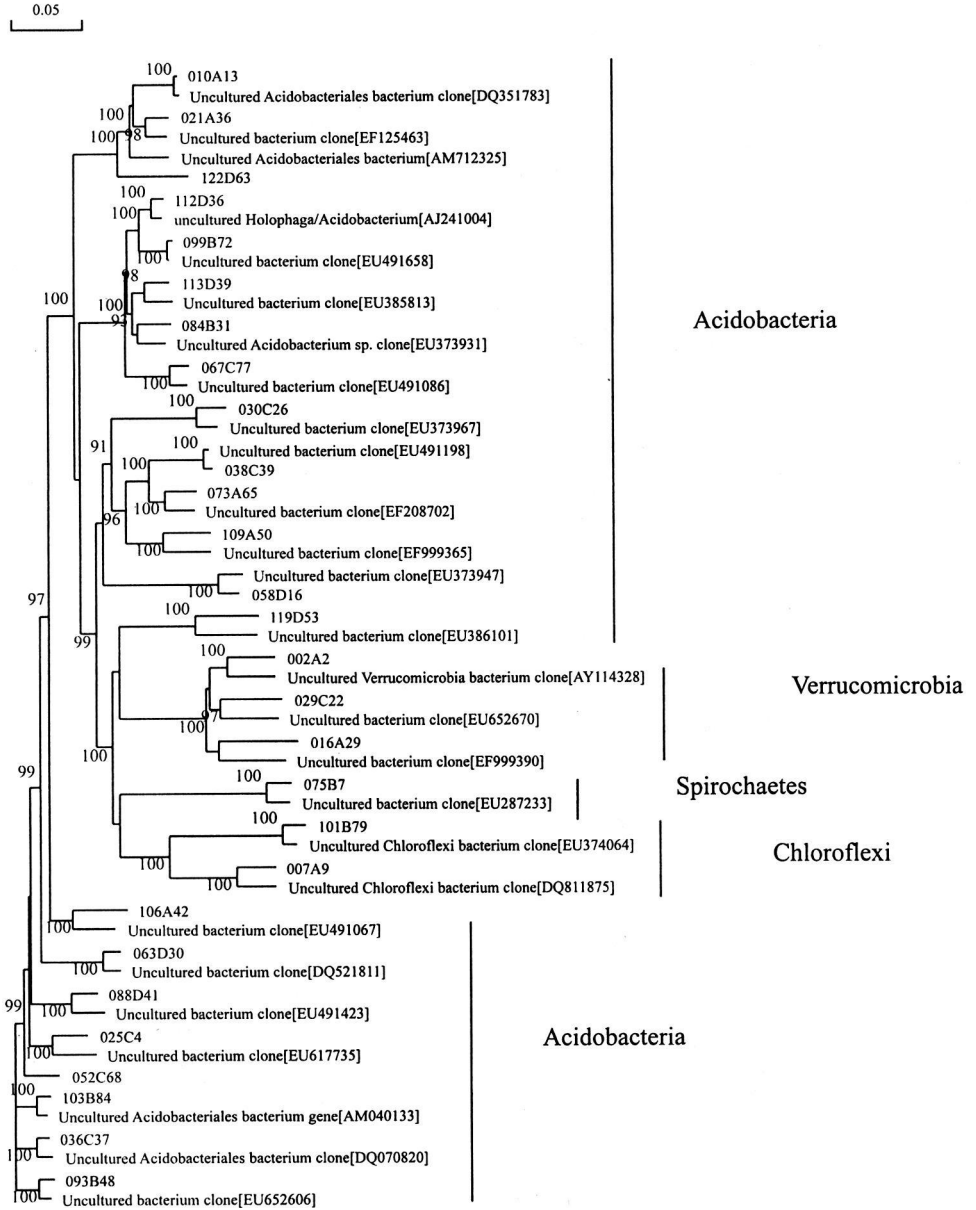 0.05
100
010A13
Uncultured Acidobacteriales bacterium clone[DQ351783]
100
021A36
100
98
Uncultured bacterium clone[EF125463]
Uncultured Acidobacteriales bacterium[AM712325]
122D63
100
112D36
100
uncultured Holophaga/Acidobacterium[AJ241004]
099B72
100
Uncultured bacterium clone[EU491658]
98
113D39
100
Uncultured bacterium clone[EU385813]
100
93
084B31
Acidobacteria
Uncultured Acidobacterium sp. clone[EU373931]
067C77
100
Uncultured bacterium clone[EU491086]
100
030C26
Uncultured bacterium clone[EU373967]
91
100
Uncultured bacterium clone[EU491198]
100
038C39
073A65
100
Uncultured bacterium clone[EF208702]
96
109A50
100
Uncultured bacterium clone[EF999365]
Uncultured bacterium clone[EU373947]
97
100
058D16
100
119D53
99
Uncultured bacterium clone[EU386101]
100
002A2
Uncultured Verrucomicrobia bacterium clone[AY114328]
Verrucomicrobia
029C22
97
100
Uncultured bacterium clone[EU652670]
016A29
100
Uncultured bacterium clone[EF999390]
99
100
075B7
Spirochaetes
Uncultured bacterium clone[EU287233]
100
101B79
Uncultured Chloroflexi bacterium clone[EU374064]
Chloroflexi
100
007A9
100
Uncultured Chloroflexi bacterium clone[DQ811875]
106A42
100
Uncultured bacterium clone[EU491067]
063D30
100
Uncultured bacterium clone[DQ521811]
088D41
99
100
Uncultured bacterium clone[EU491423]
025C4
Acidobacteria
100
Uncultured bacterium clone[EU617735]
052C68
100
103B84
Uncultured Acidobacteriales bacterium gene[AM040133]
036C37
100
Uncultured Acidobacteriales bacterium clone[DQ070820]
093B48
100
Uncultured bacterium clone[EU652606]